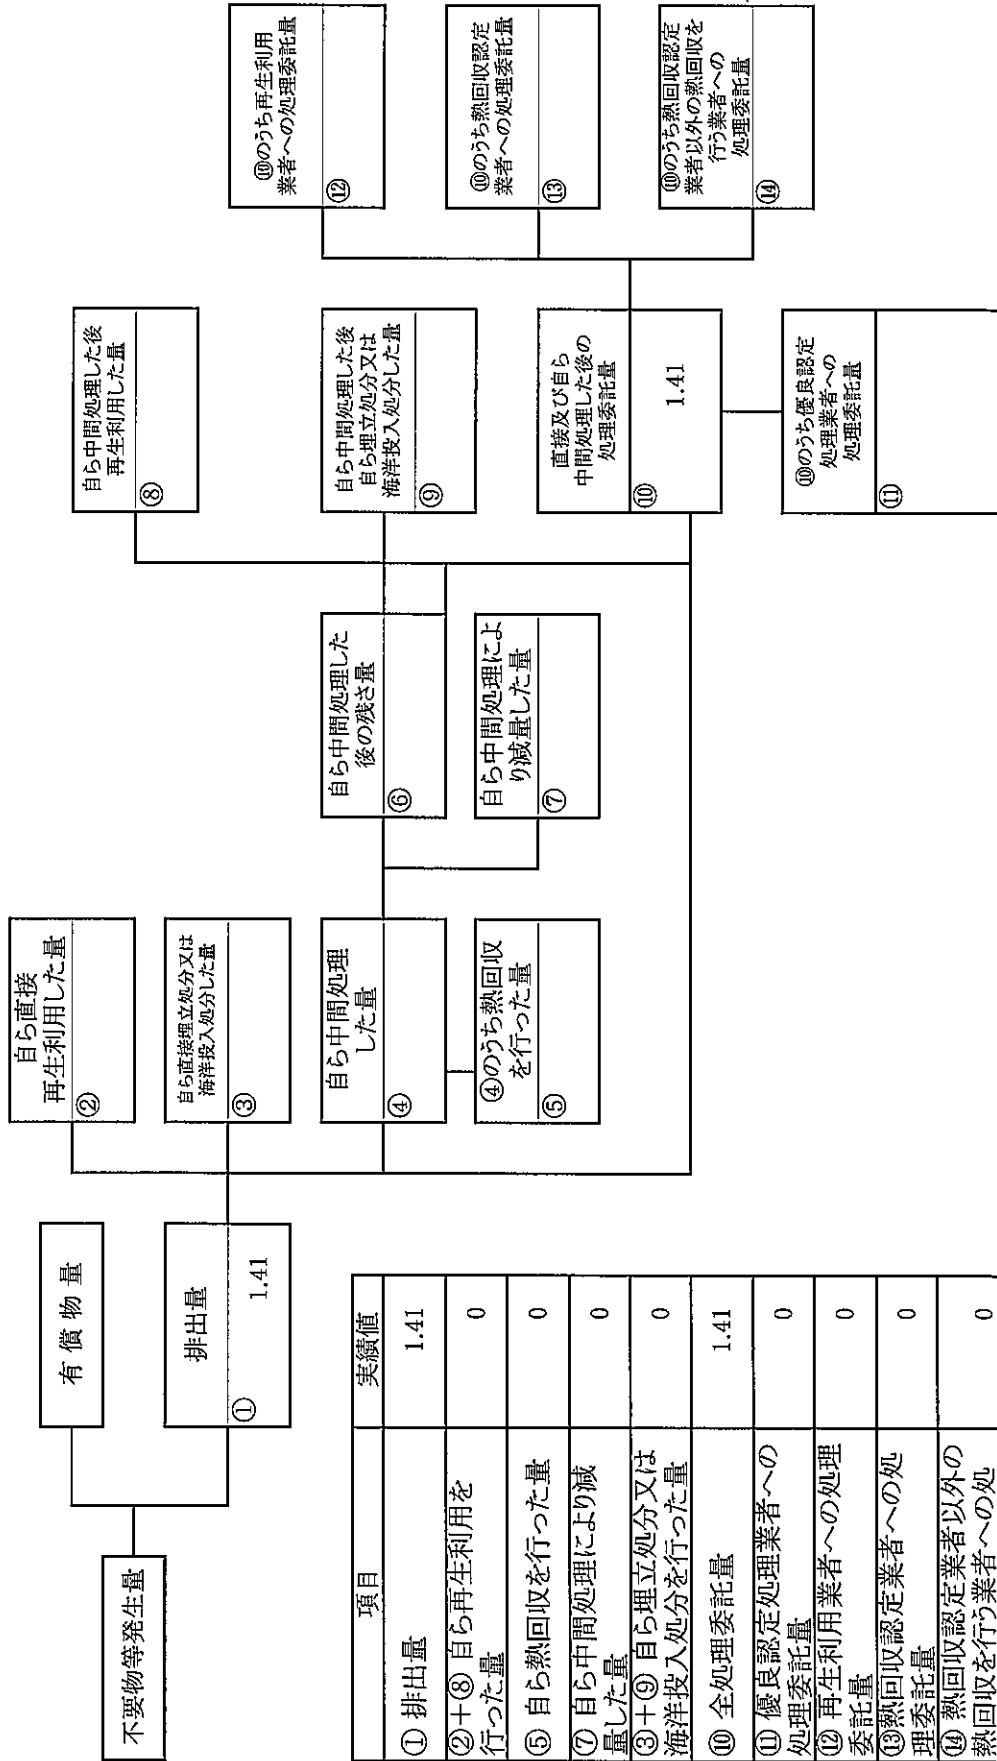 不要物等発生量
有償物量
排出量
①
1.41
自ら直接
再生利用した量
②
自ら直接埋立処分又は
海洋投入処分した量
③
自ら中間処理
した量
④
④のうち熱回収
を行った量
⑤
自ら中間処理した
後の残さ量
⑥
自ら中間処理によ
り減量した量
⑦
自ら中間処理した後
再生利用した量
⑧
自ら中間処理した後
自ら埋立処分又は
海洋投入処分した量
⑨
直接及び自ら
中間処理した後の
処理委託量
⑩
1.41
⑩のうち優良認定
処理業者への
処理委託量
⑪
⑩のうち再生利用
業者への処理委託量
⑫
⑩のうち熱回収認定
業者への処理委託量
⑬
⑩のうち熱回収認定
業者以外の熱回収を
行う業者への
処理委託量
⑭
項目 実績値
① 排出量 1.41
②+⑧ 自ら再生利用を
行った量 0
⑤ 自ら熱回収を行った量 0
⑦ 自ら中間処理により減
量した量 0
③+⑨ 自ら埋立処分又は
海洋投入処分を行った量 0
⑩ 全処理委託量 1.41
⑪ 優良認定処理業者への
処理委託量 0
⑫ 再生利用業者への処理
委託量 0
⑬熱回収認定業者への処
理委託量 0
⑭ 熱回収認定業者以外の
熱回収を行う業者への処 0